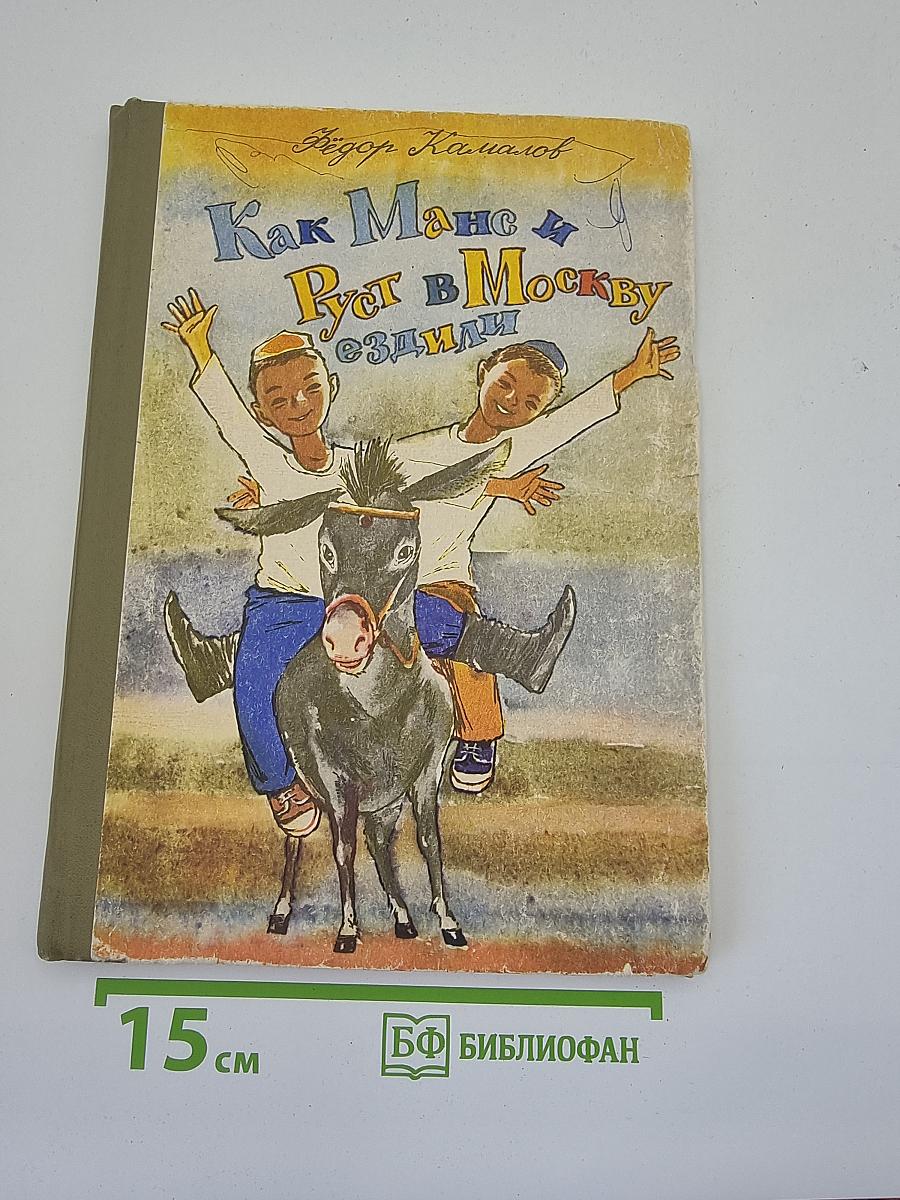 Фёдор Камалов
Как Манс и
Руст в Москву
ездили
15 см
БФ БИБЛИОФАН